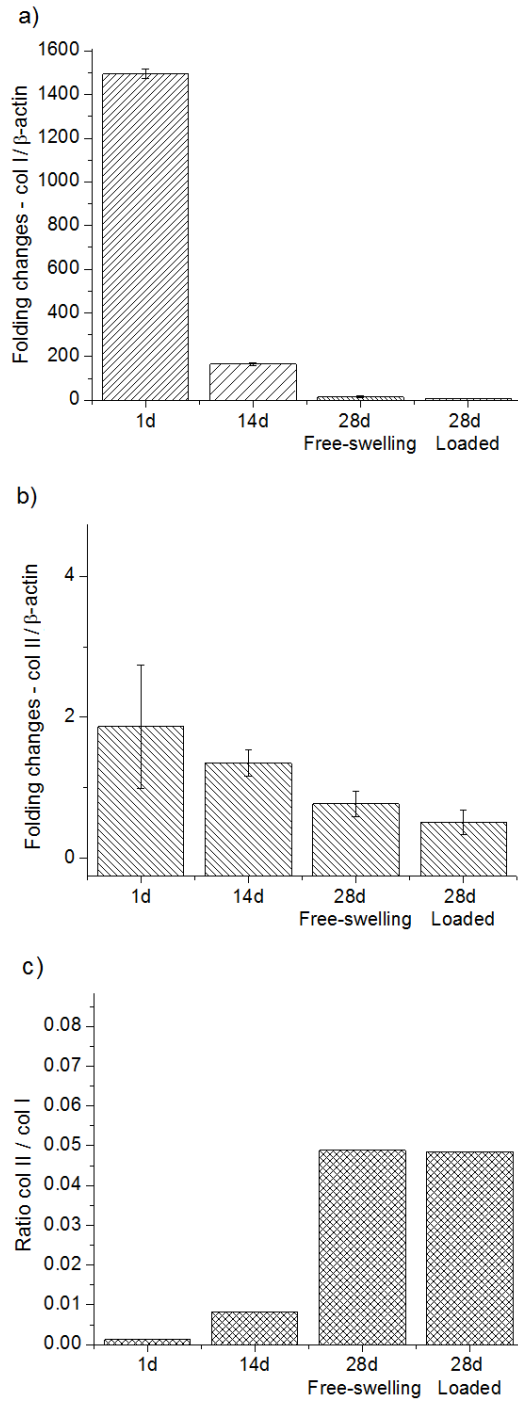 a)
Folding changes - col I/β-actin
1600
1400
1200
1000
800
600
400
200
0
1d
14d
28d
28d
Free-swelling
Loaded
b)
Folding changes - col II/β-actin
4
2
0
1d
14d
28d
28d
Free-swelling
Loaded
c)
Ratio col II / col I
0.08
0.07
0.06
0.05
0.04
0.03
0.02
0.01
0.00
1d
14d
28d
28d
Free-swelling
Loaded